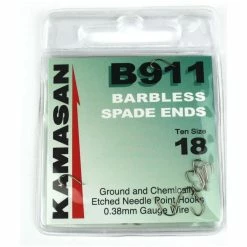 KAMASAN
B911
BARBLESS
SPADE ENDS
Ten Size
18
Ground and Chemically
Etched Needle Point Hooks
0.38mm Gauge Wire